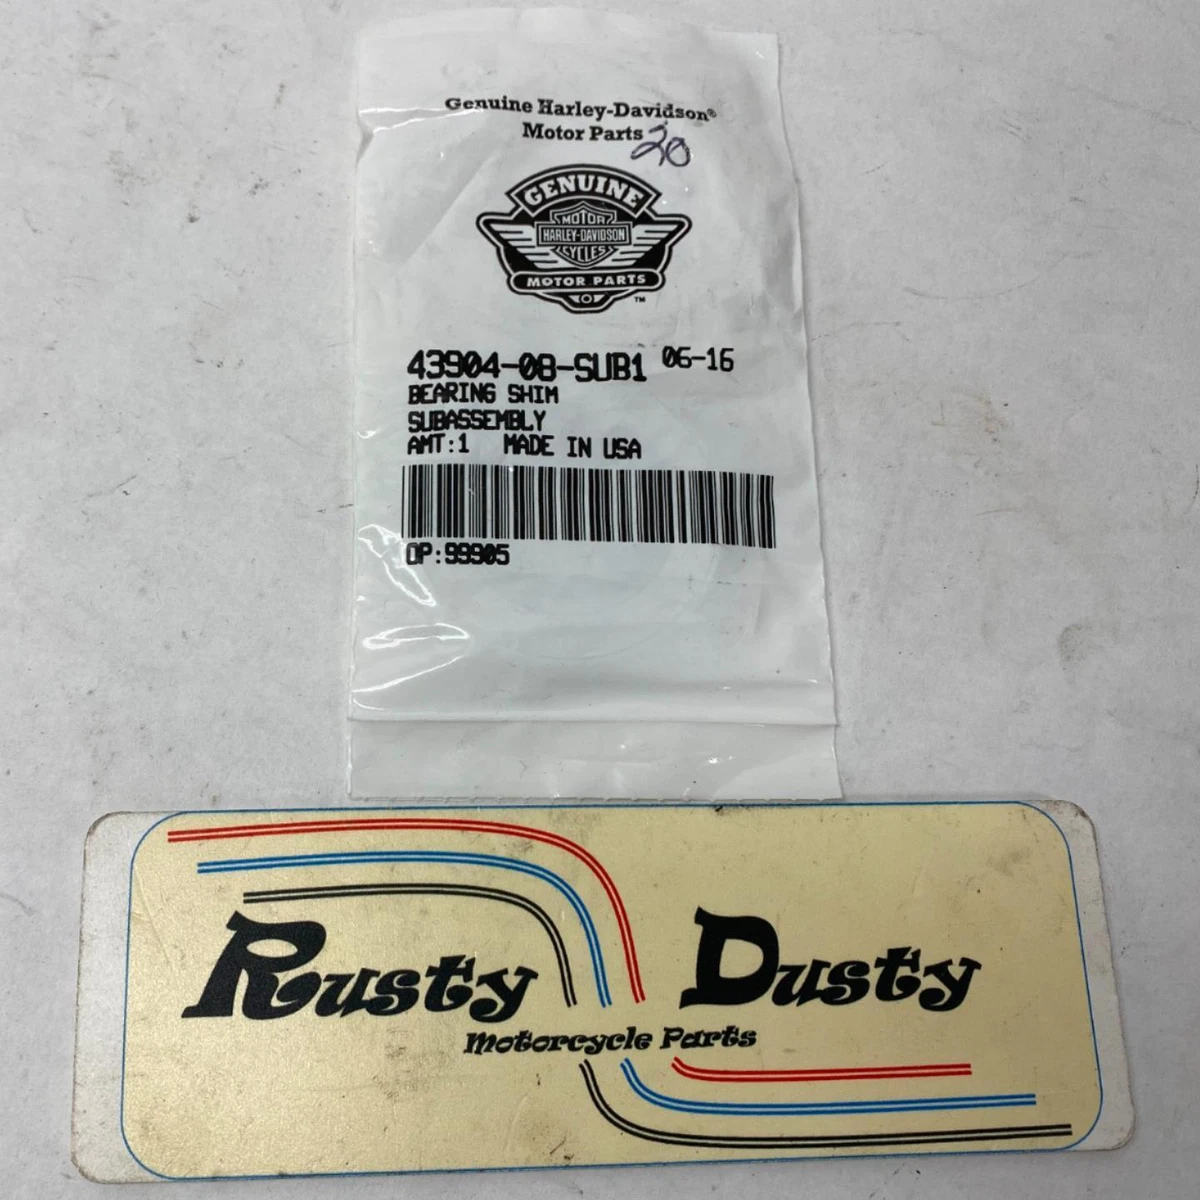 Genuine Harley-Davidson®
Motor Parts
20
GENUINE
MOTOR
HARLEY-DAVIDSON
CYCLES
MOTOR PARTS
™
43904-08-SUB1 06-16
BEARING SHIM
SUBASSEMBLY
AMT:1 MADE IN USA
OP:99905
Rusty Dusty
Motorcycle Parts